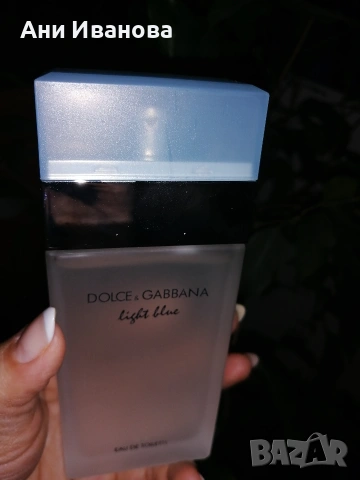 Ани Иванова
DOLCE & GABBANA
light blue
EAU DE TOILETTE
BAZAR